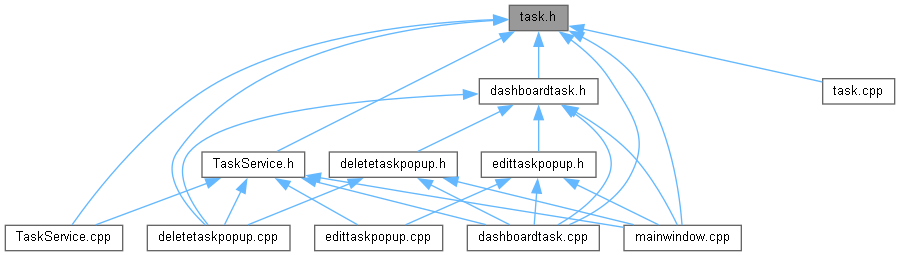 task.h
dashboardtask.h
task.cpp
TaskService.h
deletetaskpopup.h
edittaskpopup.h
TaskService.cpp
deletetaskpopup.cpp
edittaskpopup.cpp
dashboardtask.cpp
mainwindow.cpp